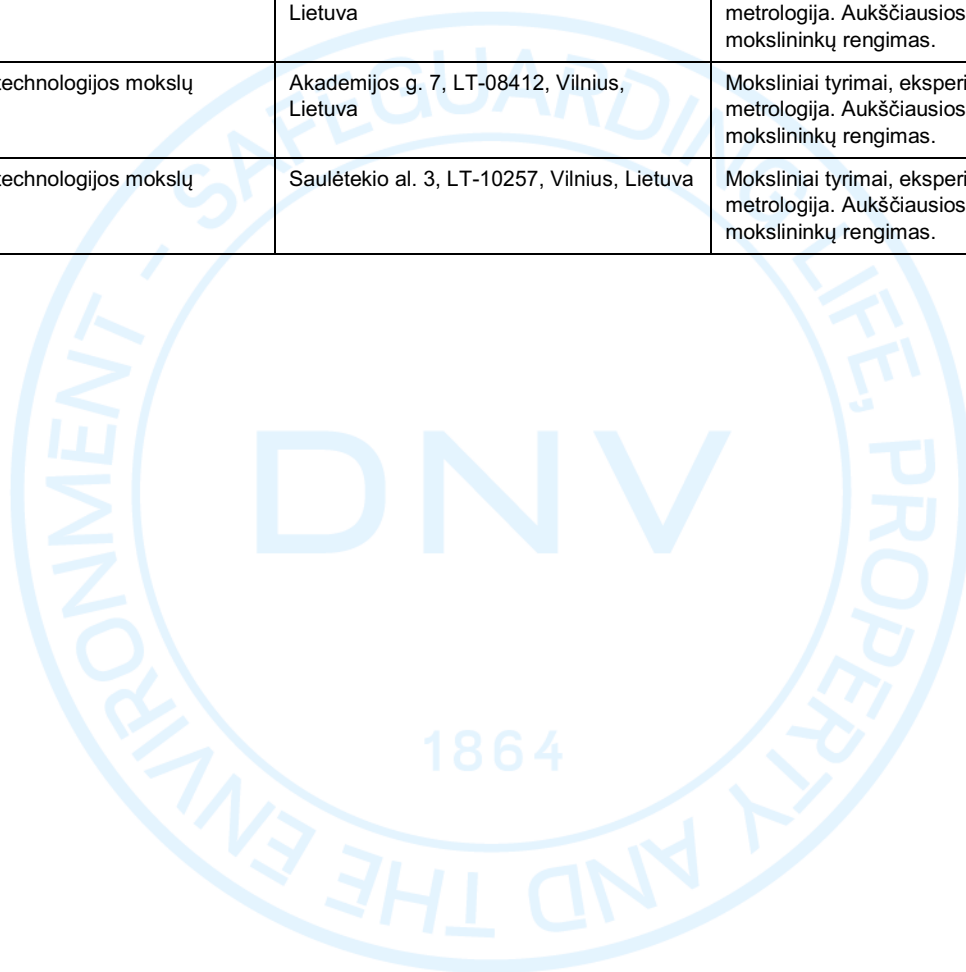 Lietuva
metrologija. Aukščiausios
mokslininkų rengimas.
technologijos mokslų
Akademijos g. 7, LT-08412, Vilnius,
Lietuva
Moksliniai tyrimai, eksperi
metrologija. Aukščiausios
mokslininkų rengimas.
technologijos mokslų
Saulėtekio al. 3, LT-10257, Vilnius, Lietuva
Moksliniai tyrimai, eksperi
metrologija. Aukščiausios
mokslininkų rengimas.
SAFEGUARDING LIFE, PROPERTY AND THE ENVIRONMENT -
DNV
1864